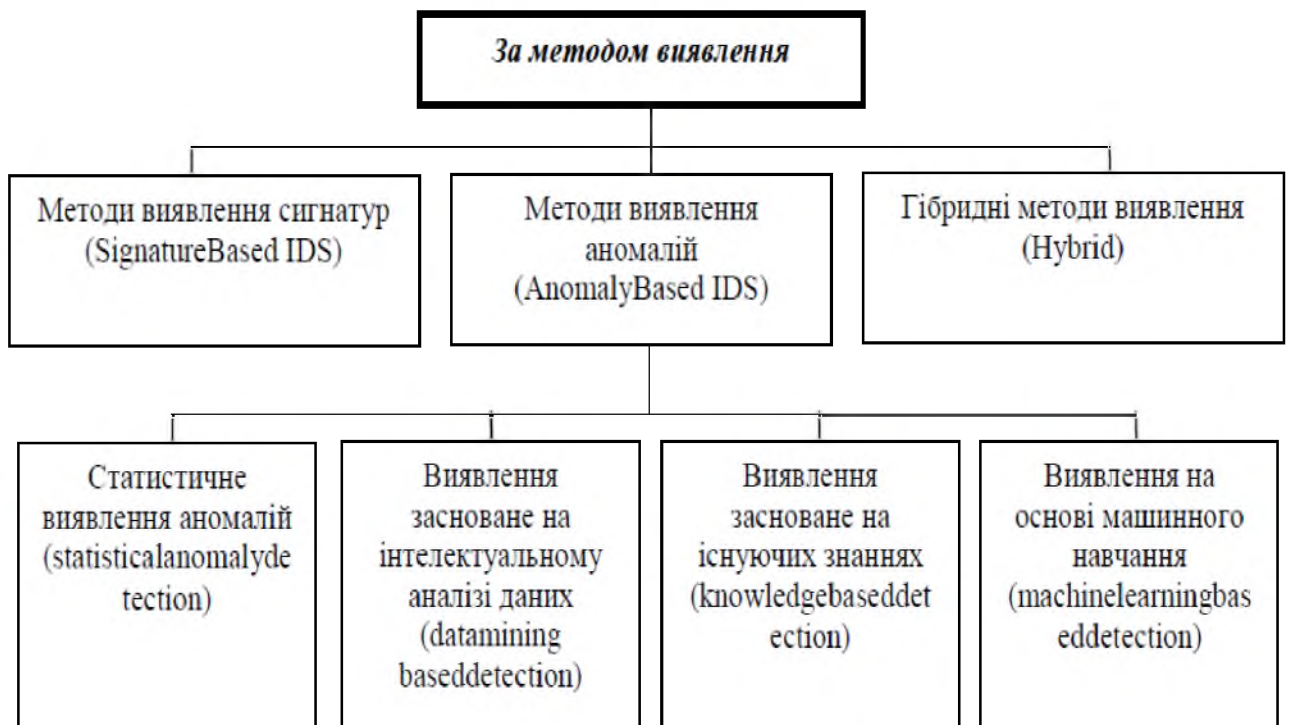 За методом виявлення
Методи виявлення сигнатур
(SignatureBased IDS)
Методи виявлення
аномалій
(AnomalyBased IDS)
Гібридні методи виявлення
(Hybrid)
Статистичне
виявлення аномалій
(statisticalanomalyde
tection)
Виявлення
засноване на
інтелектуальному
аналізі даних
(datamining
baseddetection)
Виявлення
засноване на
існуючих знаннях
(knowledgebaseddet
ection)
Виявлення на
основі машинного
навчання
(machinelearningbas
eddetection)